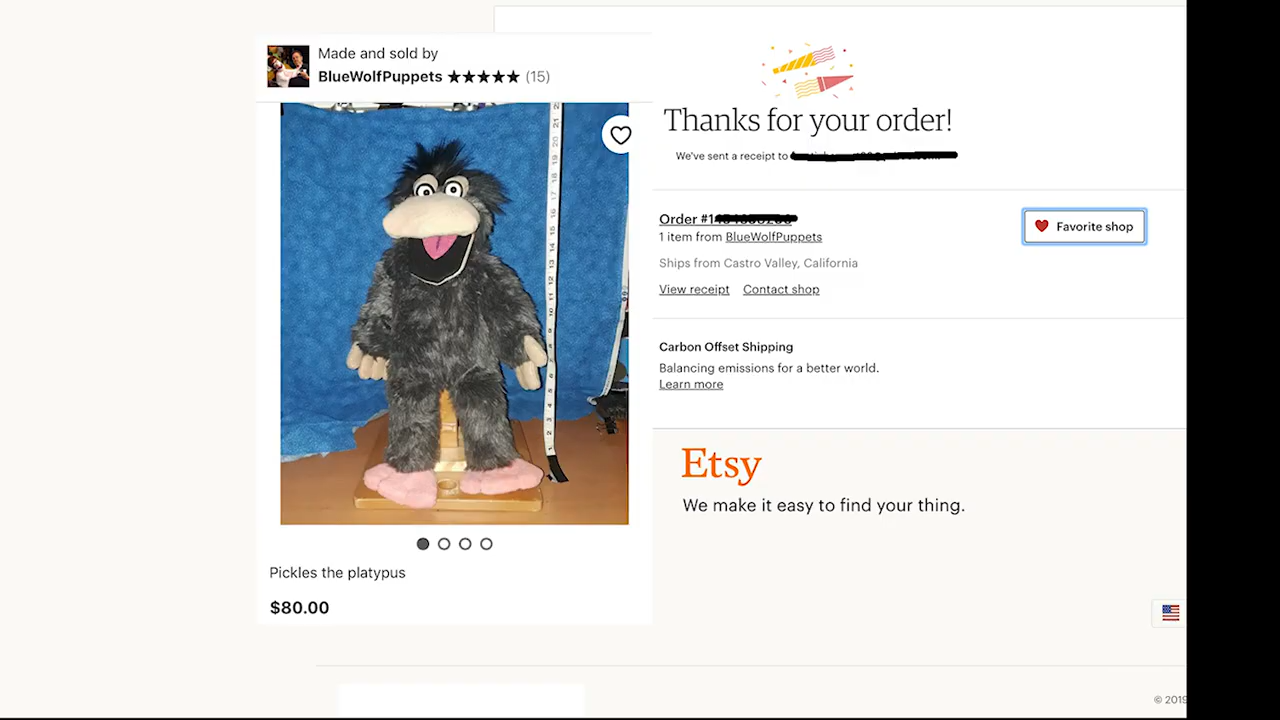 Made and sold by
BlueWolfPuppets ★★★★★ (15)
Pickles the platypus
$80.00
Thanks for your order!
We've sent a receipt to
Order #1
1 item from BlueWolfPuppets
Favorite shop
Ships from Castro Valley, California
View receipt Contact shop
Carbon Offset Shipping
Balancing emissions for a better world.
Learn more
Etsy
We make it easy to find your thing.
© 2019